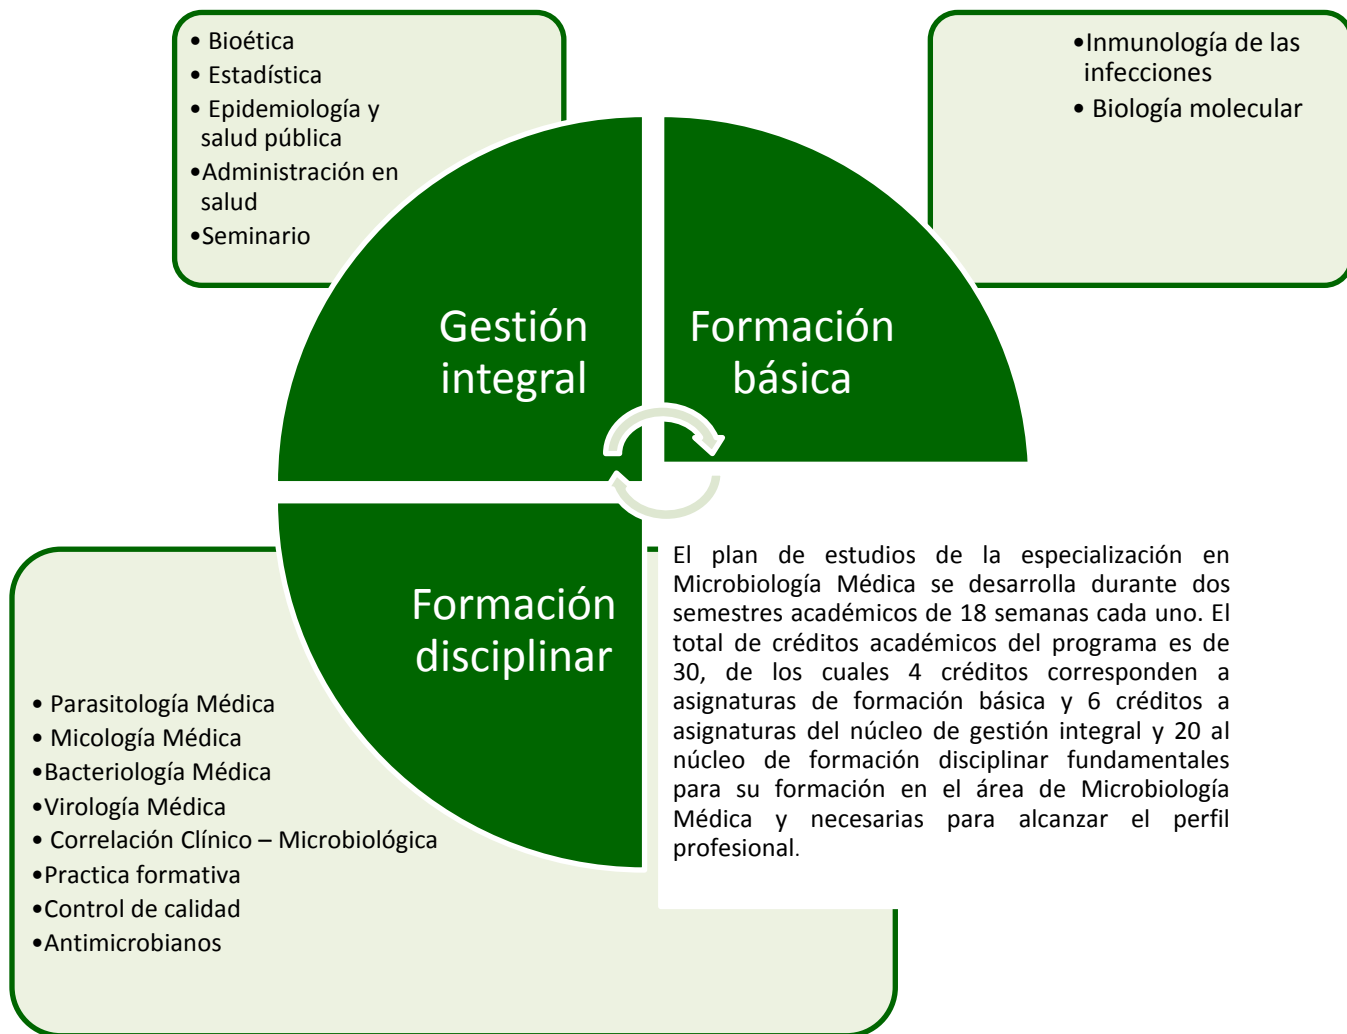 • Bioética
• Estadística
• Epidemiología y
salud pública
•Administración en
salud
•Seminario
•Inmunología de las
infecciones
• Biología molecular
Gestión
integral
Formación
básica
Formación
disciplinar
• Parasitología Médica
• Micología Médica
•Bacteriología Médica
•Virología Médica
• Correlación Clínico – Microbiológica
•Practica formativa
•Control de calidad
•Antimicrobianos
El plan de estudios de la especialización en
Microbiología Médica se desarrolla durante dos
semestres académicos de 18 semanas cada uno. El
total de créditos académicos del programa es de
30, de los cuales 4 créditos corresponden a
asignaturas de formación básica y 6 créditos a
asignaturas del núcleo de gestión integral y 20 al
núcleo de formación disciplinar fundamentales
para su formación en el área de Microbiología
Médica y necesarias para alcanzar el perfil
profesional.